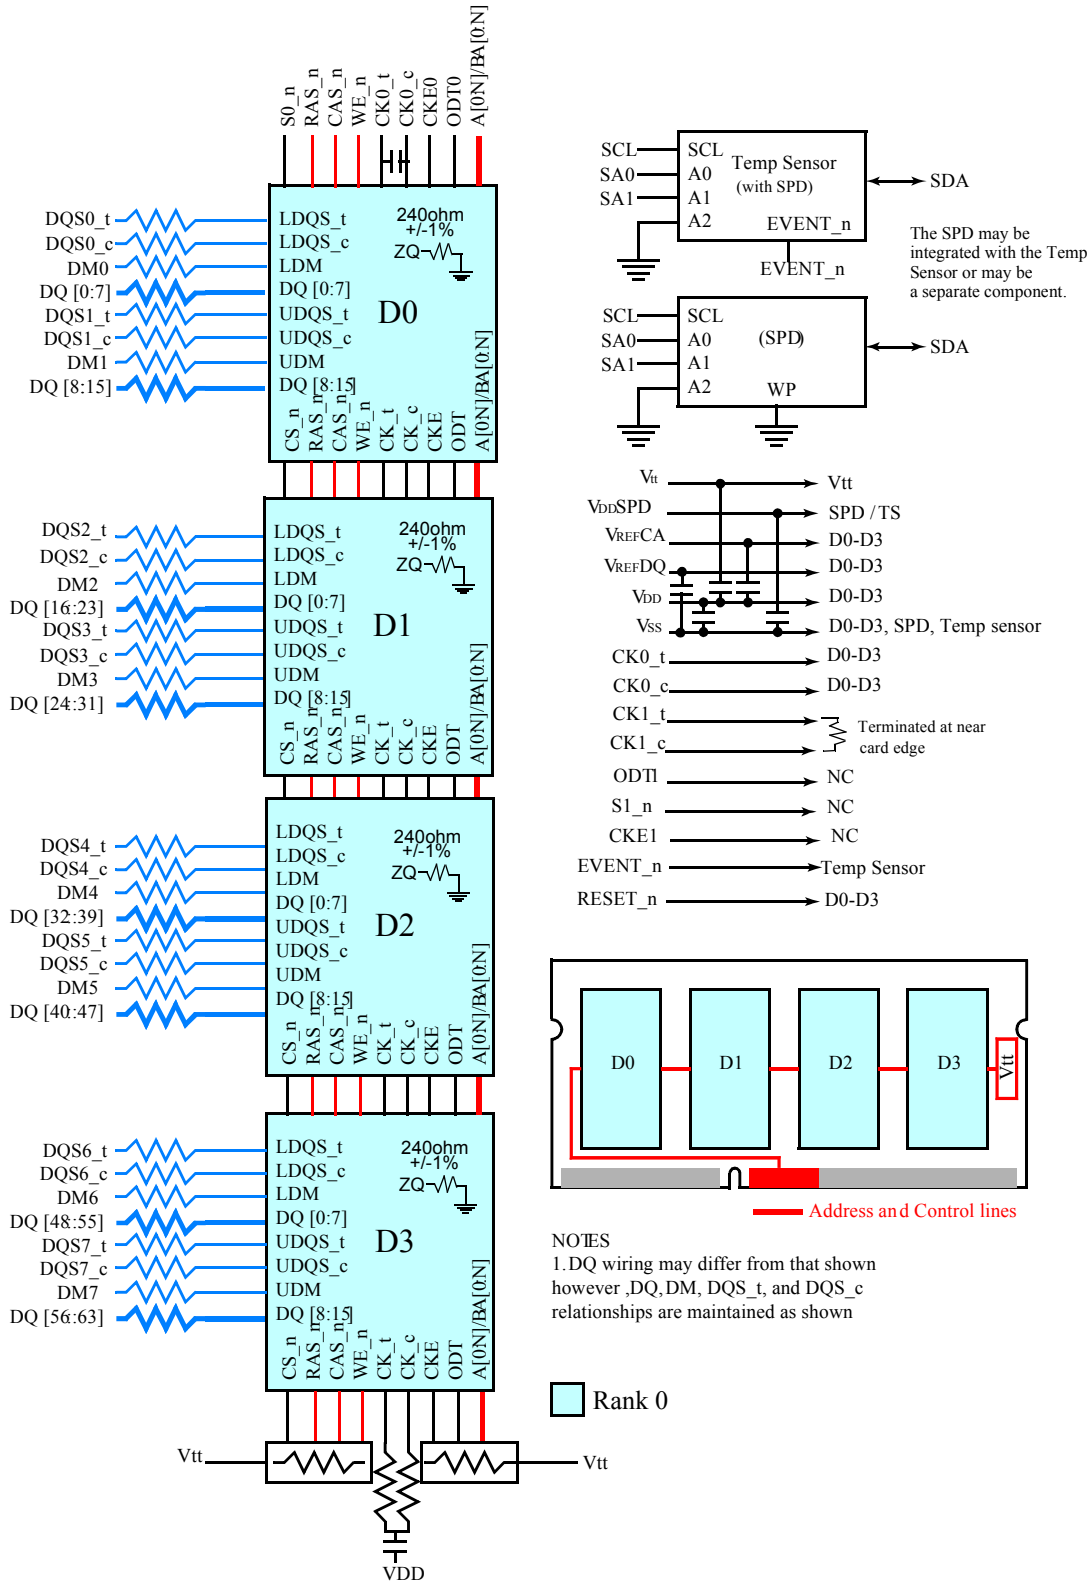 S0_n
RAS_n
CAS_n
WE_n
CK0_t
CK0_c
CKE0
ODT0
A[0:N]/BA[0:N]
DQS0_t
DQS0_c
DM0
DQ [0:7]
DQS1_t
DQS1_c
DM1
DQ [8:15]
LDQS_t
LDQS_c
LDM
DQ [0:7]
UDQS_t
UDQS_c
UDM
DQ [8:15]
240ohm
+/-1%
ZQ
D0
CS_n
RAS_n
CAS_n
WE_n
CK_t
CK_c
CKE
ODT
A[0:N]/BA[0:N]
DQS2_t
DQS2_c
DM2
DQ [16:23]
DQS3_t
DQS3_c
DM3
DQ [24:31]
LDQS_t
LDQS_c
LDM
DQ [0:7]
UDQS_t
UDQS_c
UDM
DQ [8:15]
240ohm
+/-1%
ZQ
D1
CS_n
RAS_n
CAS_n
WE_n
CK_t
CK_c
CKE
ODT
A[0:N]/BA[0:N]
DQS4_t
DQS4_c
DM4
DQ [32:39]
DQS5_t
DQS5_c
DM5
DQ [40:47]
LDQS_t
LDQS_c
LDM
DQ [0:7]
UDQS_t
UDQS_c
UDM
DQ [8:15]
240ohm
+/-1%
ZQ
D2
CS_n
RAS_n
CAS_n
WE_n
CK_t
CK_c
CKE
ODT
A[0:N]/BA[0:N]
DQS6_t
DQS6_c
DM6
DQ [48:55]
DQS7_t
DQS7_c
DM7
DQ [56:63]
LDQS_t
LDQS_c
LDM
DQ [0:7]
UDQS_t
UDQS_c
UDM
DQ [8:15]
240ohm
+/-1%
ZQ
D3
CS_n
RAS_n
CAS_n
WE_n
CK_t
CK_c
CKE
ODT
A[0:N]/BA[0:N]
Vtt
Vtt
VDD
SCL
SA0
SA1
SCL
A0
A1
A2
Temp Sensor
(with SPD)
EVENT_n
EVENT_n
SDA
The SPD may be
integrated with the Temp
Sensor or may be
a separate component.
SCL
SA0
SA1
SCL
A0
A1
A2
(SPD)
WP
SDA
Vtt Vtt
VDDSPD SPD/TS
VREFCA D0-D3
VREFDQ D0-D3
VDD D0-D3
VSS D0-D3, SPD, Temp sensor
CK0_t D0-D3
CK0_c D0-D3
CK1_t
CK1_c
Terminated at near
card edge
ODT1 NC
S1_n NC
CKE1 NC
EVENT_n Temp Sensor
RESET_n D0-D3
D0 D1 D2 D3 Vtt
Address and Control lines
NOTES
1. DQ wiring may differ from that shown
however ,DQ, DM, DQS_t, and DQS_c
relationships are maintained as shown
Rank 0